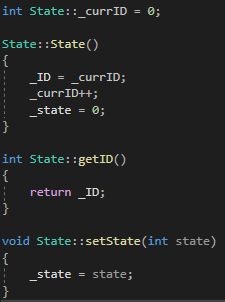 int State::_currID = 0;
State::State()
{
_ID = _currID;
_currID++;
_state = 0;
}
int State::getID()
{
return _ID;
}
void State::setState(int state)
{
_state = state;
}